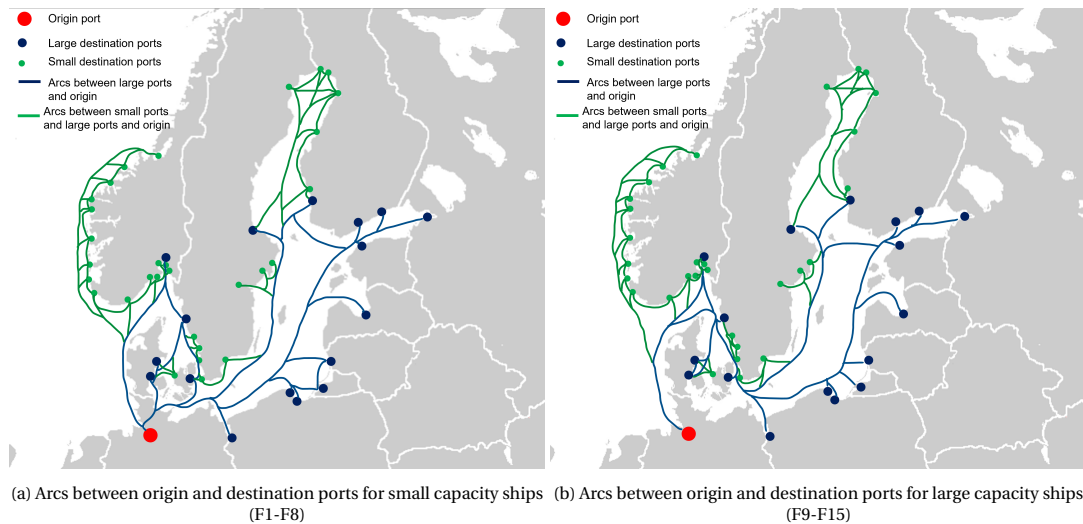 Origin port
Large destination ports
Small destination ports
Arcs between large ports
and origin
Arcs between small ports
and large ports and origin
Origin port
Large destination ports
Small destination ports
Arcs between large ports
and origin
Arcs between small ports
and large ports and origin
(a) Arcs between origin and destination ports for small capacity ships
(F1-F8)
(b) Arcs between origin and destination ports for large capacity ships
(F9-F15)